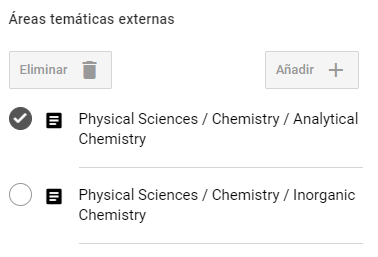 Áreas temáticas externas
Eliminar
Añadir
Physical Sciences / Chemistry / Analytical
Chemistry
Physical Sciences / Chemistry / Inorganic
Chemistry